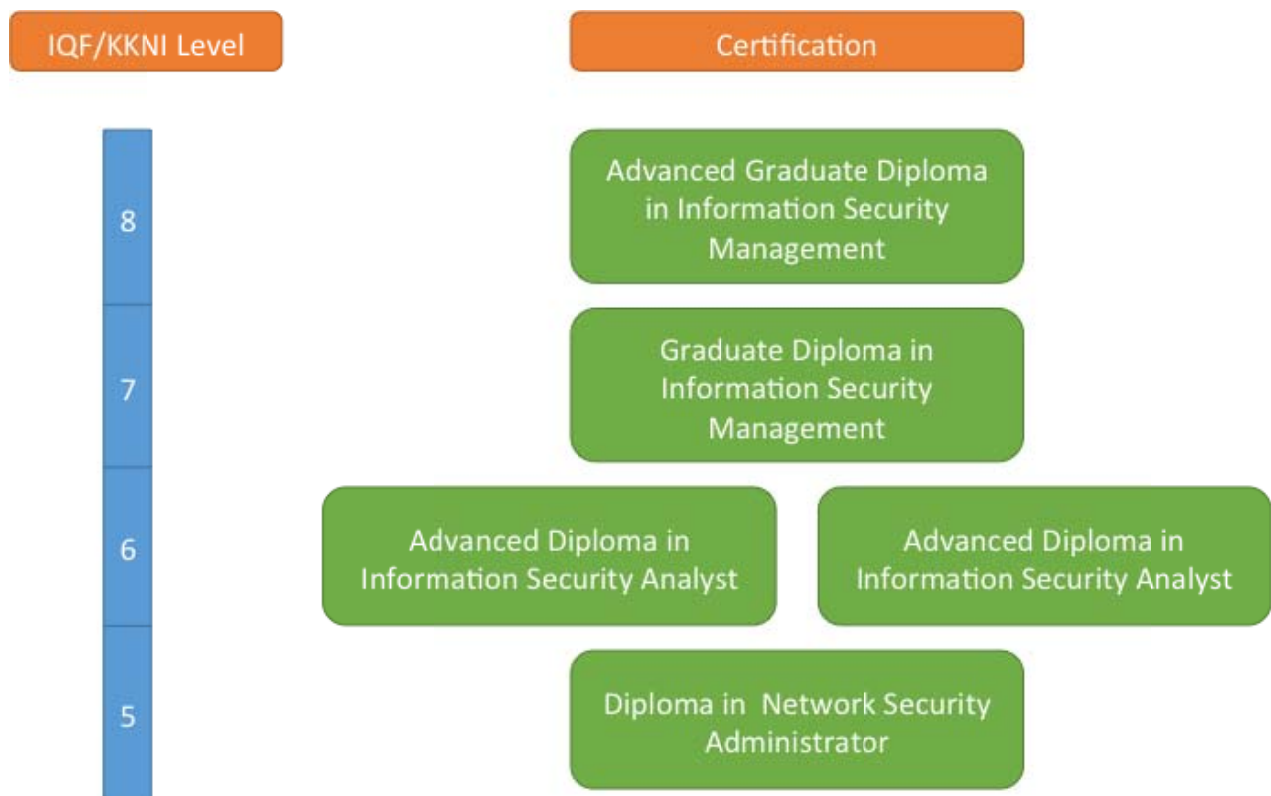 IQF/KKNI Level
Certification
8
Advanced Graduate Diploma
in Information Security
Management
7
Graduate Diploma in
Information Security
Management
6
Advanced Diploma in
Information Security Analyst
Advanced Diploma in
Information Security Analyst
5
Diploma in  Network Security
Administrator